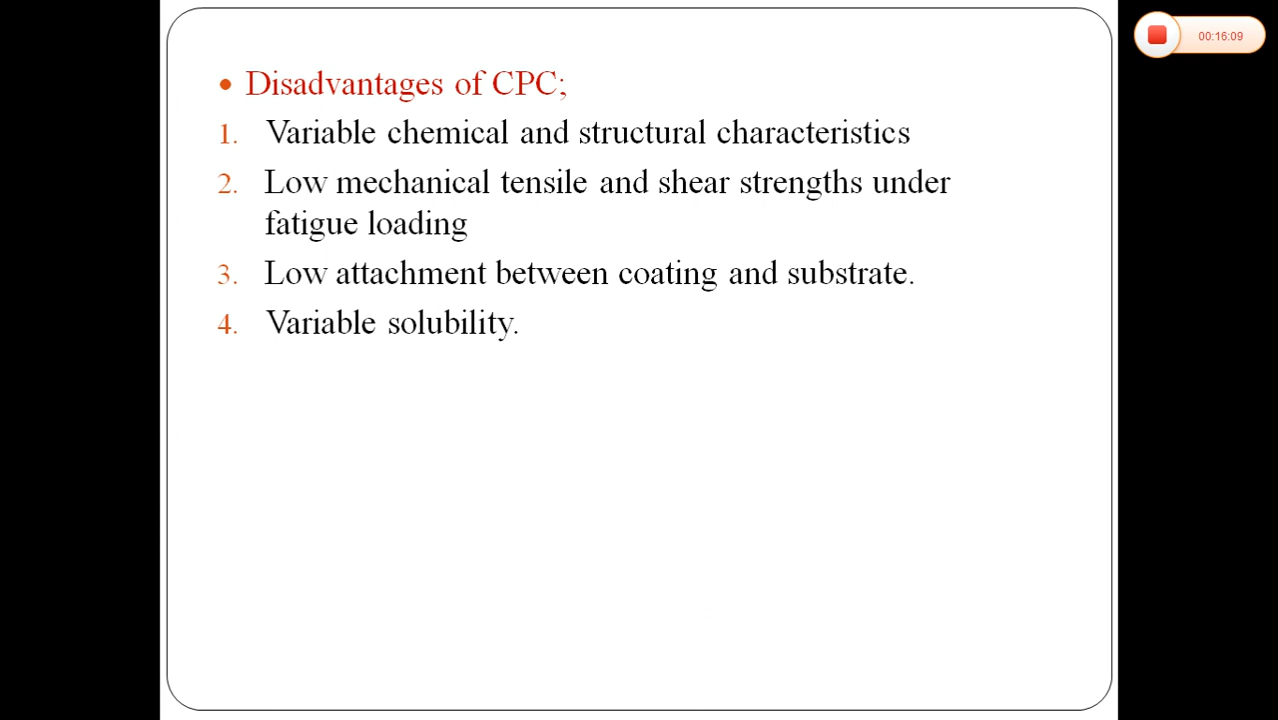 00:16:09
• Disadvantages of CPC;
1. Variable chemical and structural characteristics
2. Low mechanical tensile and shear strengths under
fatigue loading
3. Low attachment between coating and substrate.
4. Variable solubility.